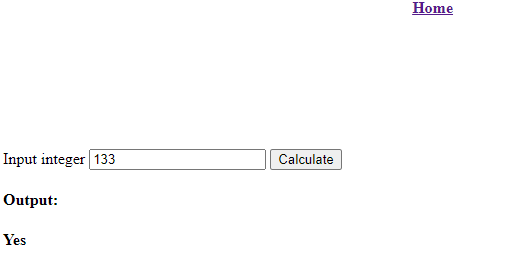 Home
Input integer 133 Calculate
Output:
Yes